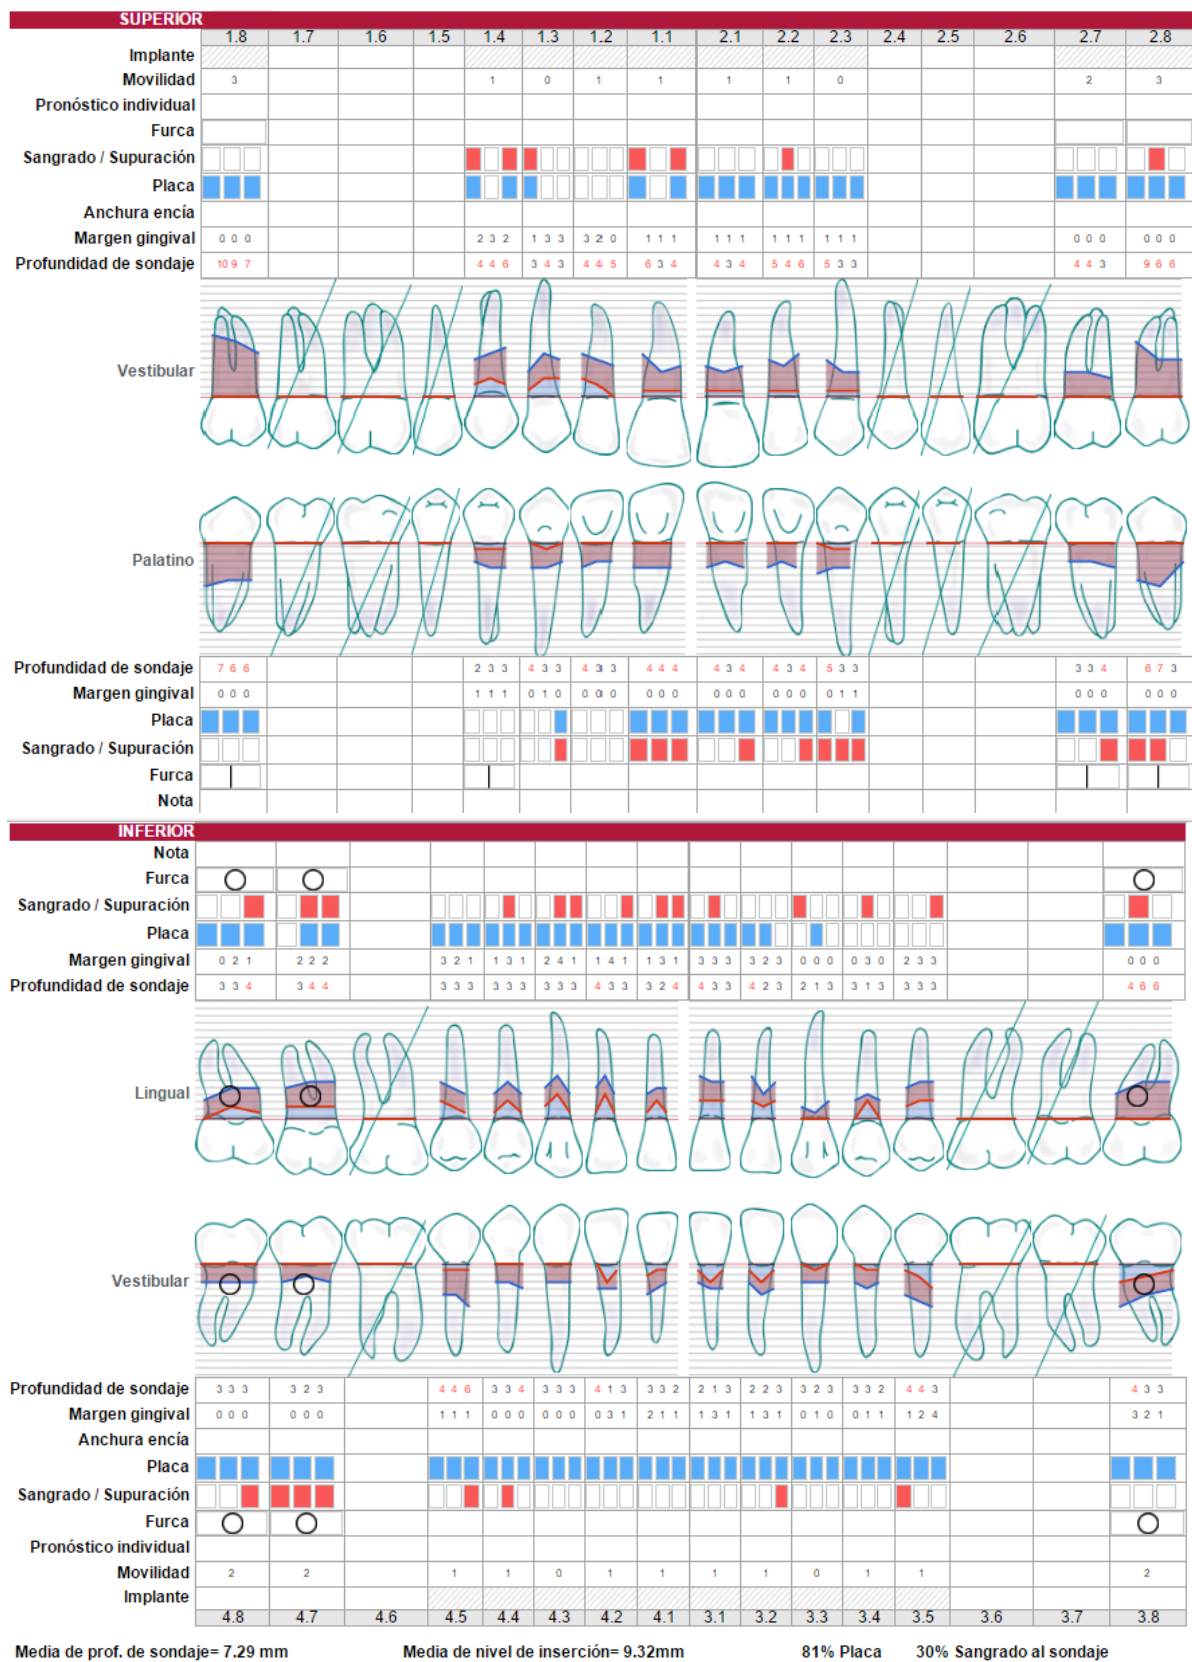 SUPERIOR
1.8 1.7 1.6 1.5 1.4 1.3 1.2 1.1 2.1 2.2 2.3 2.4 2.5 2.6 2.7 2.8
Implante
Movilidad 3 1 0 1 1 1 1 0 2 3
Pronóstico individual
Furca
Sangrado / Supuración
Placa
Anchura encía
Margen gingival 0 0 0 2 3 2 1 3 3 3 2 0 1 1 1 1 1 1 1 1 1 1 1 1 0 0 0 0 0 0
Profundidad de sondaje 10 9 7 4 4 6 3 4 3 4 4 5 6 3 4 4 3 4 5 4 6 5 3 3 4 4 3 9 6 6
Vestibular
Palatino
Profundidad de sondaje 7 6 6 2 3 3 4 3 3 4 3 3 4 4 4 4 3 4 4 3 4 5 3 3 3 3 4 6 7 3
Margen gingival 0 0 0 1 1 1 0 1 0 0 0 0 0 0 0 0 0 0 0 0 0 0 1 1 0 0 0 0 0 0
Placa
Sangrado / Supuración
Furca
Nota
INFERIOR
Nota
Furca
Sangrado / Supuración
Placa
Margen gingival 0 2 1 2 2 2 3 2 1 1 3 1 2 4 1 1 4 1 1 3 1 3 3 3 3 2 3 0 0 0 0 3 0 2 3 3 0 0 0
Profundidad de sondaje 3 3 4 3 4 4 3 3 3 3 3 3 3 3 3 4 3 3 3 2 4 4 3 3 4 2 3 2 1 3 3 1 3 3 3 3 4 6 6
Lingual
Vestibular
Profundidad de sondaje 3 3 3 3 2 3 4 4 6 3 3 4 3 3 3 4 1 3 3 3 2 2 1 3 2 2 3 3 2 3 3 3 2 4 4 3 4 3 3
Margen gingival 0 0 0 0 0 0 1 1 1 0 0 0 0 0 0 0 3 1 2 1 1 1 3 1 1 3 1 0 1 0 0 1 1 1 2 4 3 2 1
Anchura encía
Placa
Sangrado / Supuración
Furca
Pronóstico individual
Movilidad 2 2 1 1 0 1 1 1 1 0 1 1 2
Implante
4.8 4.7 4.6 4.5 4.4 4.3 4.2 4.1 3.1 3.2 3.3 3.4 3.5 3.6 3.7 3.8
Media de prof. de sondaje= 7.29 mm Media de nivel de inserción= 9.32mm 81% Placa 30% Sangrado al sondaje